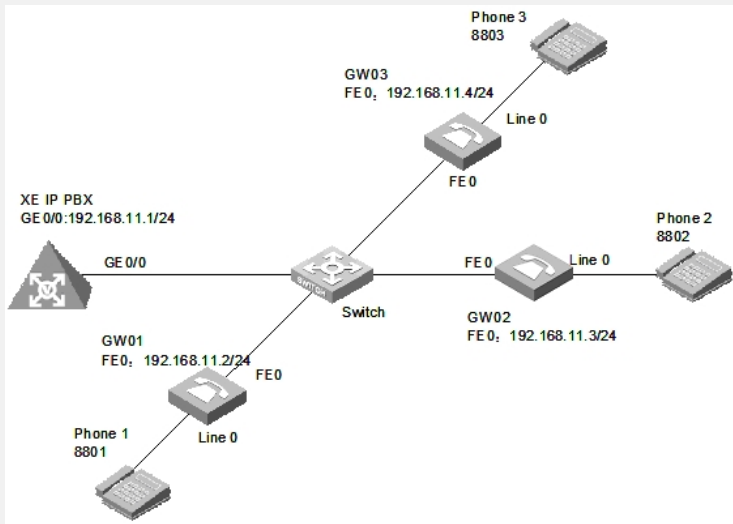 Phone 3
8803
GW03
FE0，192.168.11.4/24
Line 0
FE0
XE IP PBX
GE0/0:192.168.11.1/24
GE0/0
Phone 2
8802
FE0
Line 0
SWITCH
Switch
GW02
FE0，192.168.11.3/24
GW01
FE0，192.168.11.2/24
FE0
Line 0
Phone 1
8801